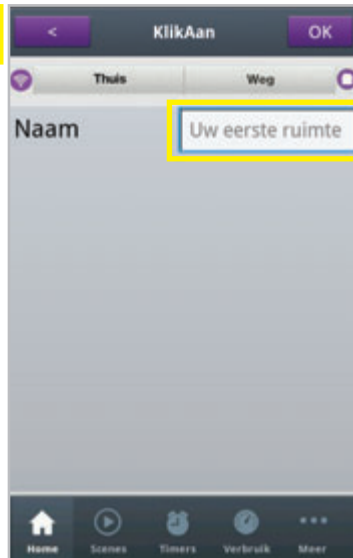 < KlikAan OK
Thuis Weg
Naam Uw eerste ruimte
Home Scenes Timers Verbruik Meer